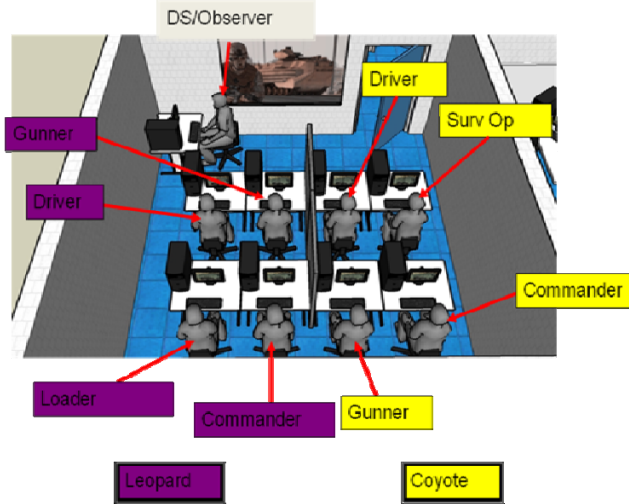 DS/Observer
Driver
Gunner
Surv Op
Driver
Commander
Loader
Commander
Gunner
Leopard
Coyote